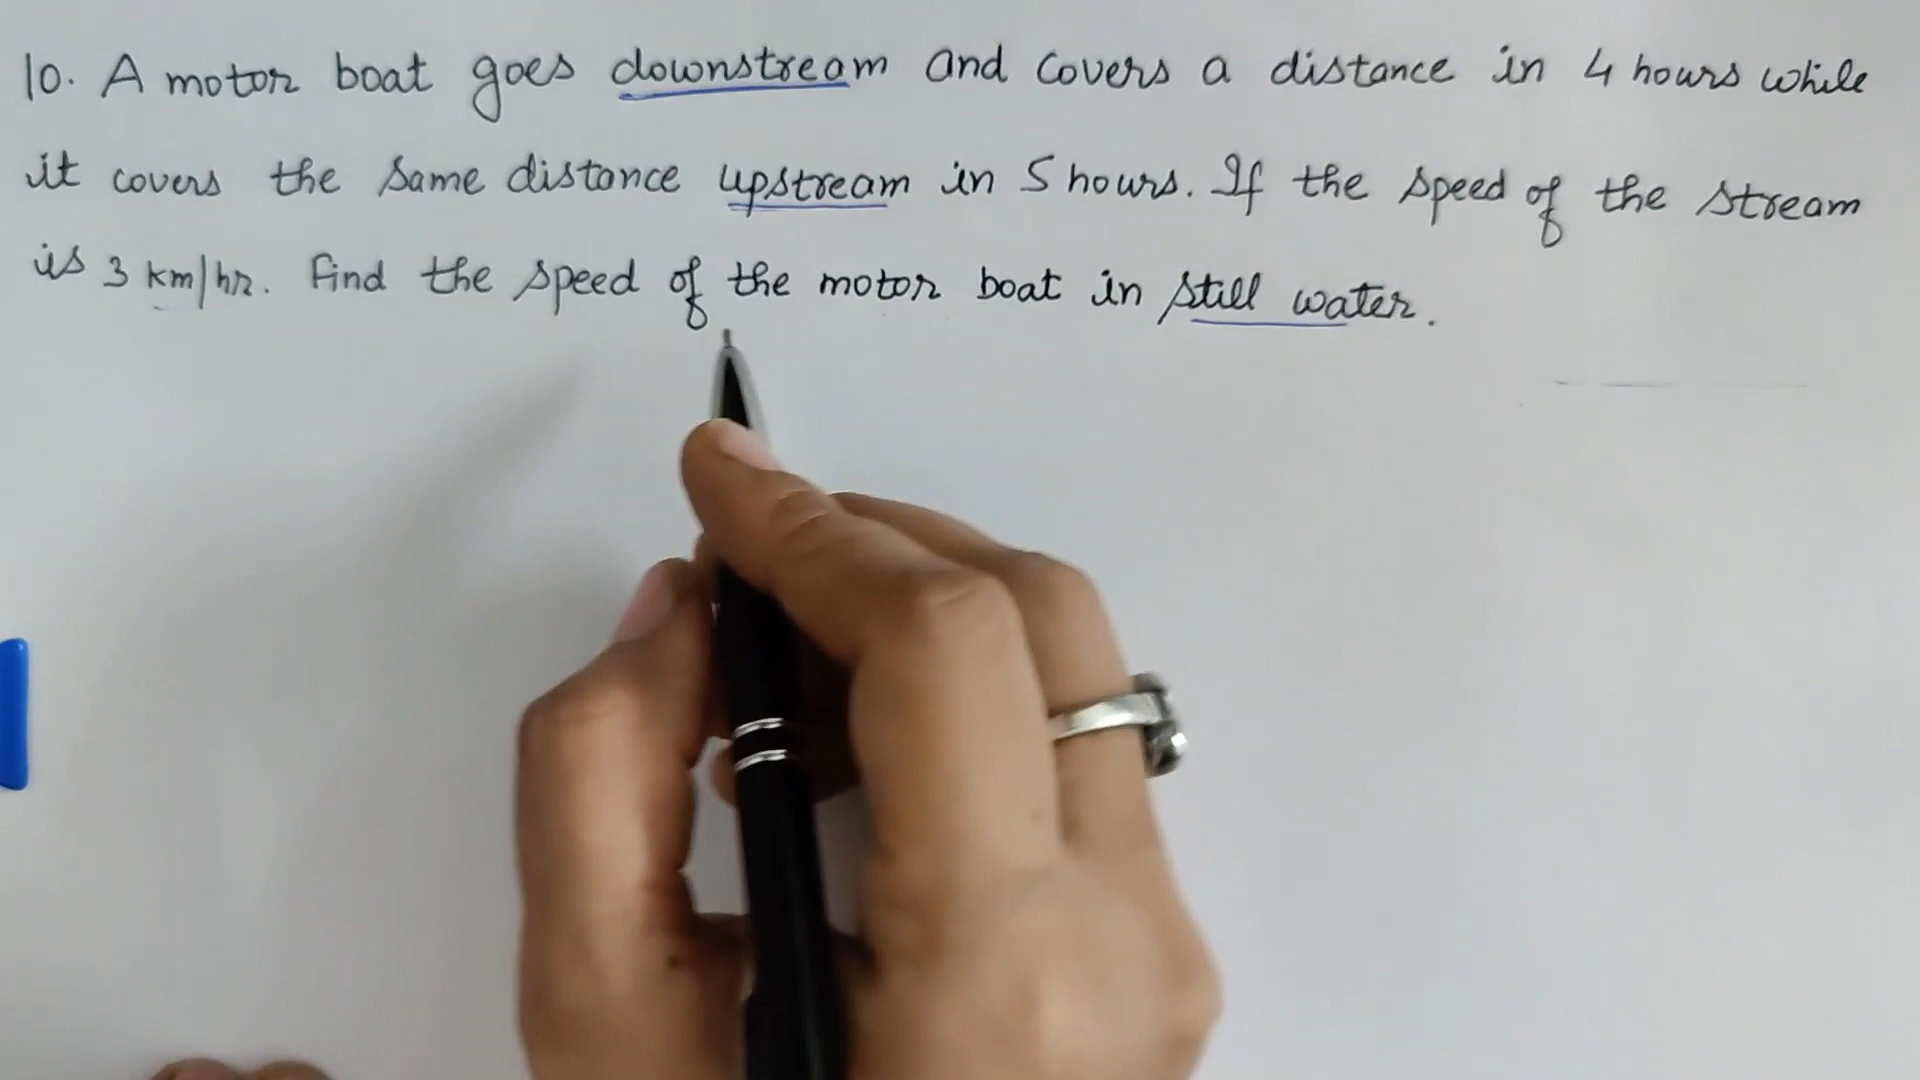 10. A motor boat goes downstream and covers a distance in 4 hours while
it covers the same distance upstream in 5 hours. If the speed of the stream
is 3 km/hr. Find the speed of the motor boat in still water.